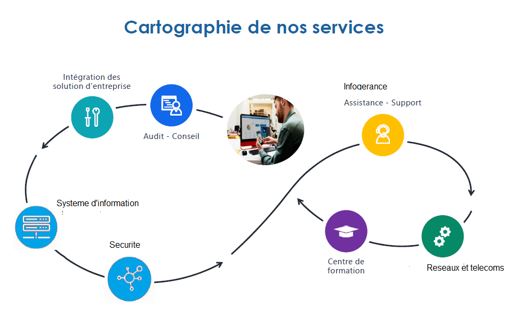 Cartographie de nos services
Intégration des
solution d'entreprise
Audit - Conseil
Infogerance
Assistance - Support
Systeme d'information
Securite
Centre de
formation
Reseaux et telecoms